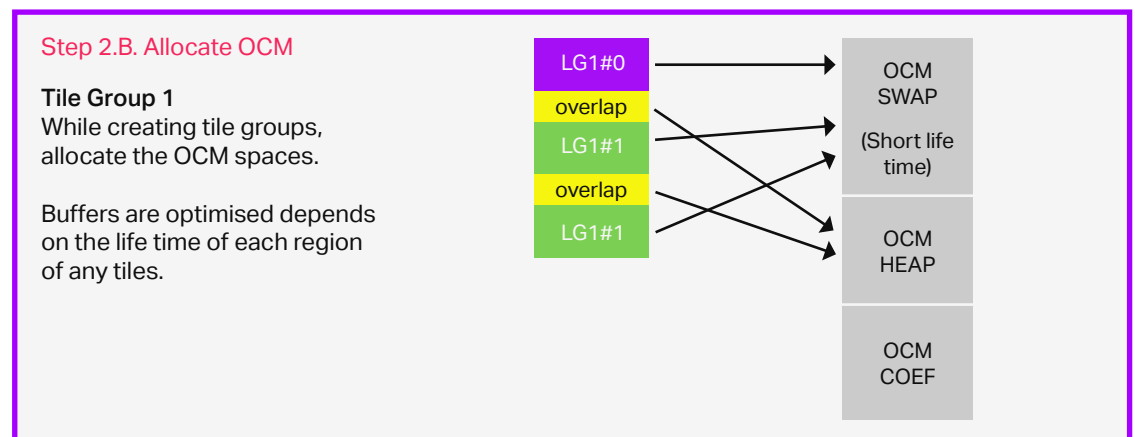 Step 2.B. Allocate OCM
Tile Group 1
While creating tile groups,
allocate the OCM spaces.
Buffers are optimised depends
on the life time of each region
of any tiles.
LG1#0
overlap
LG1#1
overlap
LG1#1
OCM
SWAP
(Short life
time)
OCM
HEAP
OCM
COEF